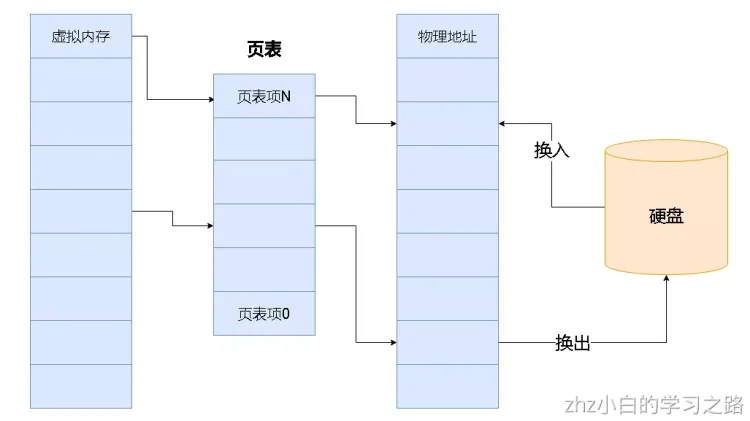 虚拟内存
页表
物理地址
页表项N
换入
硬盘
页表项0
换出
zhz小白的学习之路